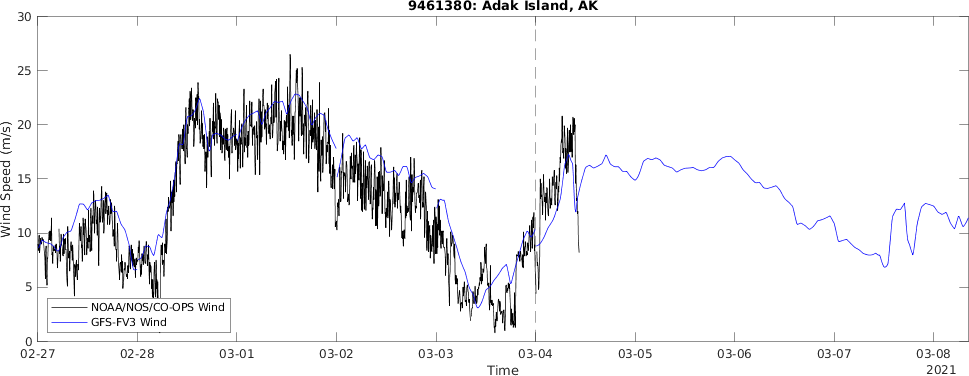 9461380: Adak Island, AK
30
25
20
15
10
5
0
Wind Speed (m/s)
NOAA/NOS/CO-OPS Wind
GFS-FV3 Wind
02-27 02-28 03-01 03-02 03-03 03-04 03-05 03-06 03-07 03-08
Time
2021